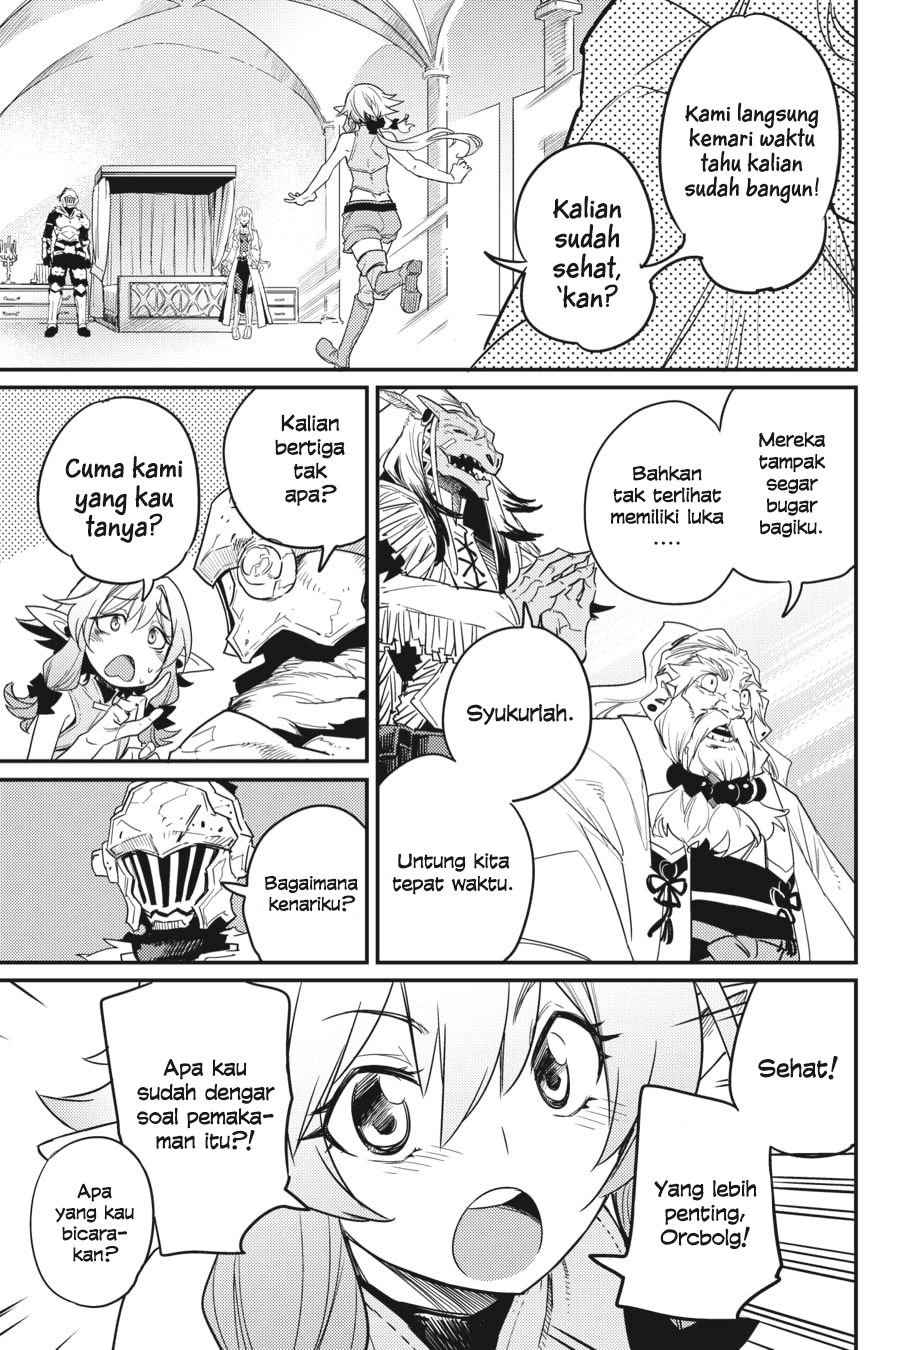 Kami langsung
kemari waktu
tahu kalian
sudah bangun!
Kalian
sudah
sehat,
'kan?
Mereka
tampak
segar
bugar
bagiku.
Bahkan
tak terlihat
memiliki luka
....
Syukurlah.
Untung kita
tepat waktu.
Kalian
bertiga
tak
apa?
Cuma kami
yang kau
tanya?
Bagaimana
kenariku?
Sehat!
Yang lebih
penting,
Orcbolg!
Apa kau
sudah dengar
soal pemaka-
man itu?!
Apa
yang kau
bicara-
kan?